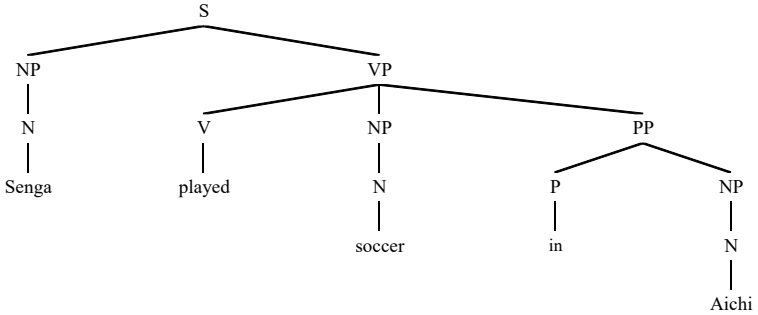 S
NP VP
N V NP PP
Senga played N P NP
soccer in N
Aichi